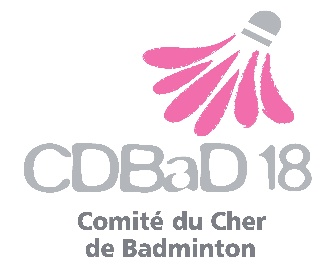 CDBaD 18
Comité du Cher
de Badminton